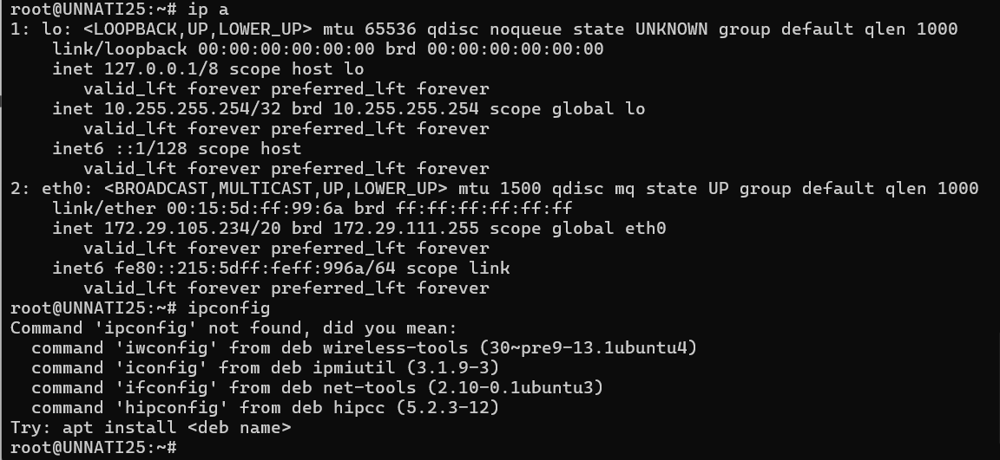 root@UNNATI25:~# ip a
1: lo: <LOOPBACK,UP,LOWER_UP> mtu 65536 qdisc noqueue state UNKNOWN group default qlen 1000
    link/loopback 00:00:00:00:00:00 brd 00:00:00:00:00:00
    inet 127.0.0.1/8 scope host lo
       valid_lft forever preferred_lft forever
    inet 10.255.255.254/32 brd 10.255.255.254 scope global lo
       valid_lft forever preferred_lft forever
    inet6 ::1/128 scope host
       valid_lft forever preferred_lft forever
2: eth0: <BROADCAST,MULTICAST,UP,LOWER_UP> mtu 1500 qdisc mq state UP group default qlen 1000
    link/ether 00:15:5d:ff:99:6a brd ff:ff:ff:ff:ff:ff
    inet 172.29.105.234/20 brd 172.29.111.255 scope global eth0
       valid_lft forever preferred_lft forever
    inet6 fe80::215:5dff:feff:996a/64 scope link
       valid_lft forever preferred_lft forever
root@UNNATI25:~# ipconfig
Command 'ipconfig' not found, did you mean:
  command 'iwconfig' from deb wireless-tools (30~pre9-13.1ubuntu4)
  command 'iconfig' from deb ipmiutil (3.1.9-3)
  command 'ifconfig' from deb net-tools (2.10-0.1ubuntu3)
  command 'hipconfig' from deb hipcc (5.2.3-12)
Try: apt install <deb name>
root@UNNATI25:~#